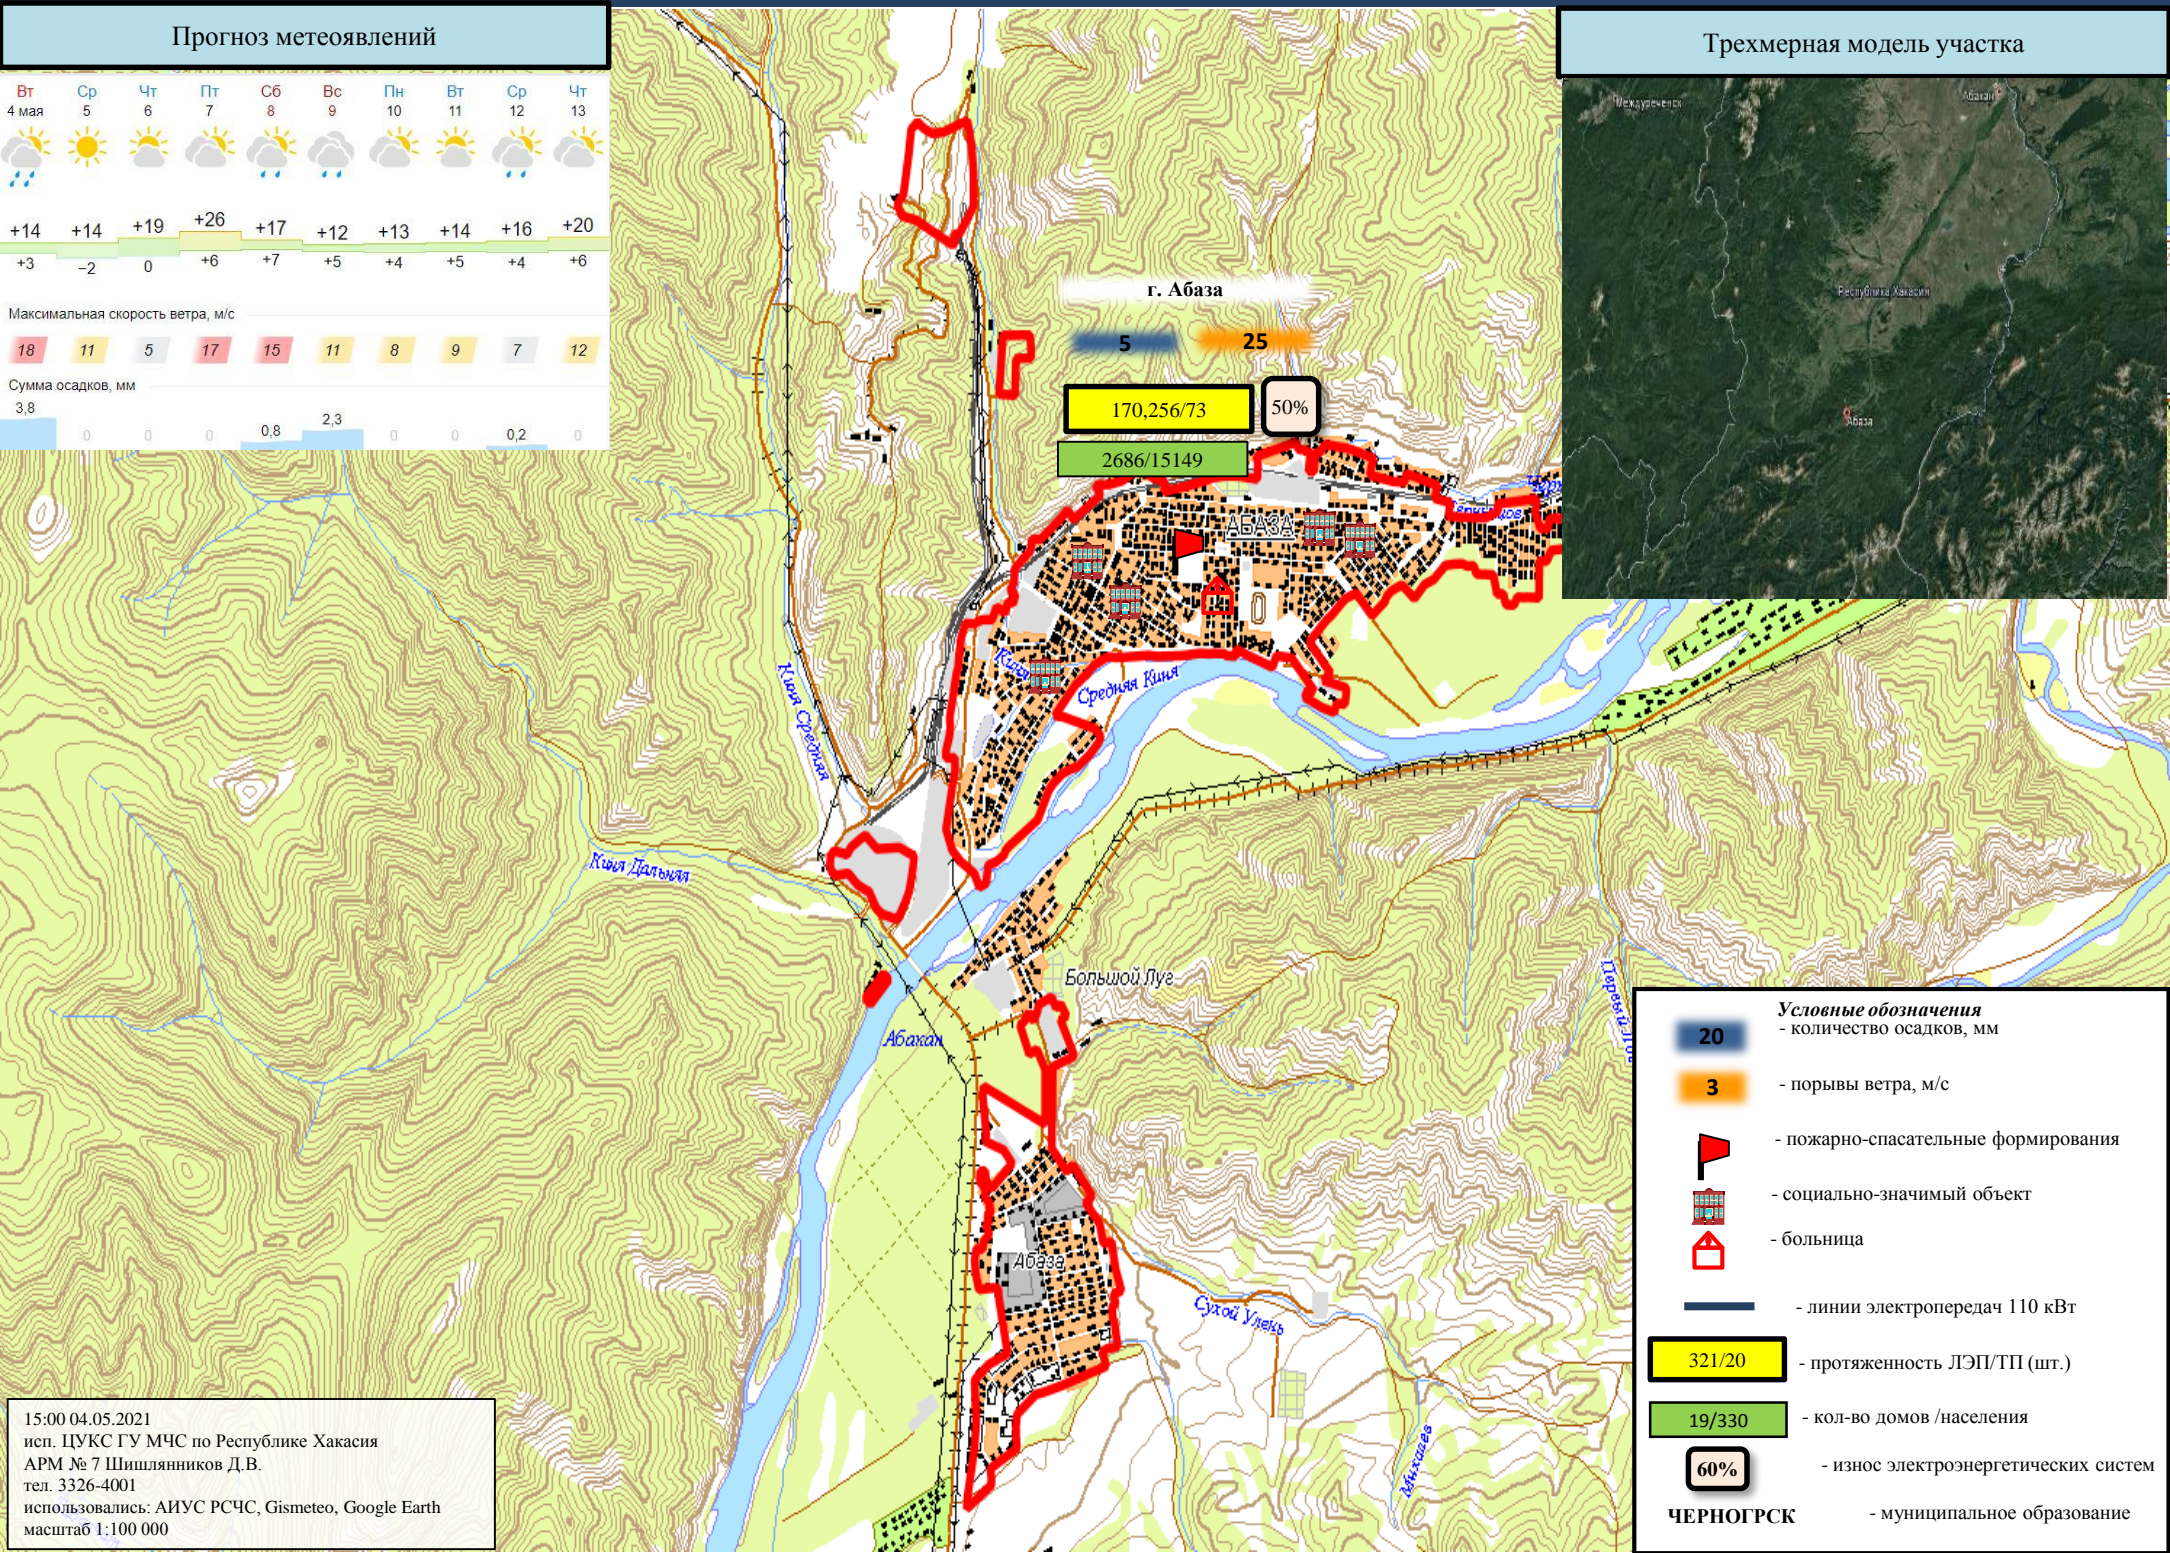 Прогноз метеоявлений
Вт Ср Чт Пт Сб Вс Пн Вт Ср Чт
4 мая 5 6 7 8 9 10 11 12 13
+14 +14 +19 +26 +17 +12 +13 +14 +16 +20
+3 −2 0 +6 +7 +5 +4 +5 +4 +6
Максимальная скорость ветра, м/с
18 11 5 17 15 11 8 9 7 12
Сумма осадков, мм
3,8 0 0 0 0,8 2,3 0 0 0,2 0
Трехмерная модель участка
Междуреченск
Абакан
Республика Хакасия
Абаза
г. Абаза
5 25
170,256/73 50%
2686/15149
АБАЗА
Средняя Киня
Киня Средняя
Киня Дальняя
Большой Луг
Абакан
Абаза
Сухой Улень
15:00 04.05.2021
исп. ЦУКС ГУ МЧС по Республике Хакасия
АРМ № 7 Шишлянников Д.В.
тел. 3326-4001
использовались: АИУС РСЧС, Gismeteo, Google Earth
масштаб 1:100 000
Условные обозначения
20 - количество осадков, мм
3 - порывы ветра, м/с
- пожарно-спасательные формирования
- социально-значимый объект
- больница
- линии электропередач 110 кВт
321/20 - протяженность ЛЭП/ТП (шт.)
19/330 - кол-во домов /населения
60% - износ электроэнергетических систем
ЧЕРНОГРСК - муниципальное образование